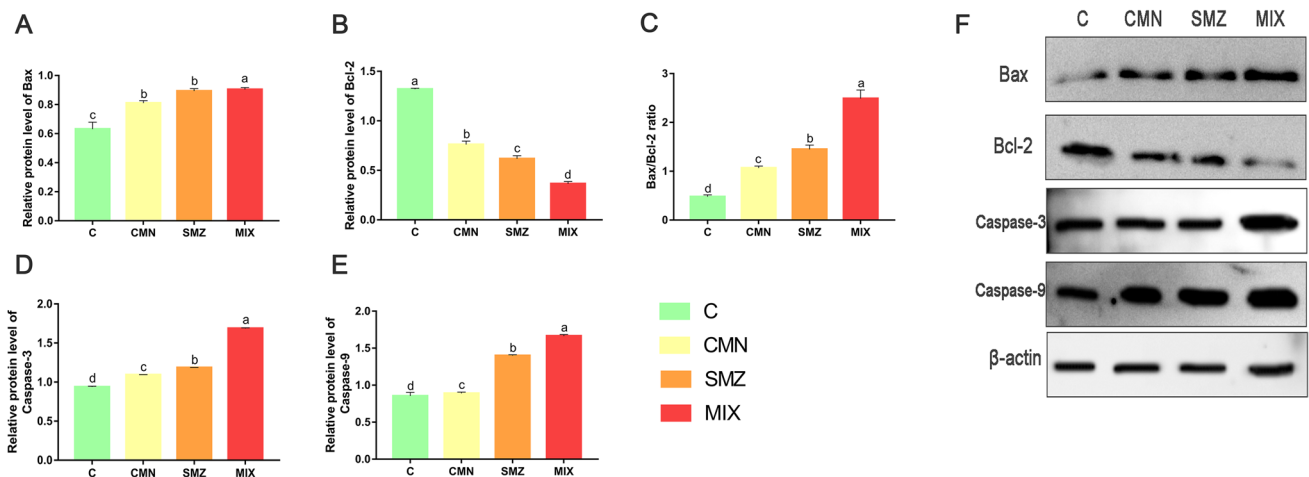 A
Relative protein level of Bax
1.0
0.8
0.6
0.4
0.2
0.0
c
b
b
a
C CMN SMZ MIX
B
Relative protein level of Bcl-2
1.5
1.0
0.5
0.0
a
b
c
d
C CMN SMZ MIX
C
Bax/Bcl-2 ratio
3
2
1
0
d
c
b
a
C CMN SMZ MIX
F
C CMN SMZ MIX
Bax
Bcl-2
Caspase-3
Caspase-9
β-actin
D
Relative protein level of
Caspase-3
2.0
1.5
1.0
0.5
0.0
d
c
b
a
C CMN SMZ MIX
E
Relative protein level of
Caspase-9
2.0
1.5
1.0
0.5
0.0
d
c
b
a
C CMN SMZ MIX
C
CMN
SMZ
MIX